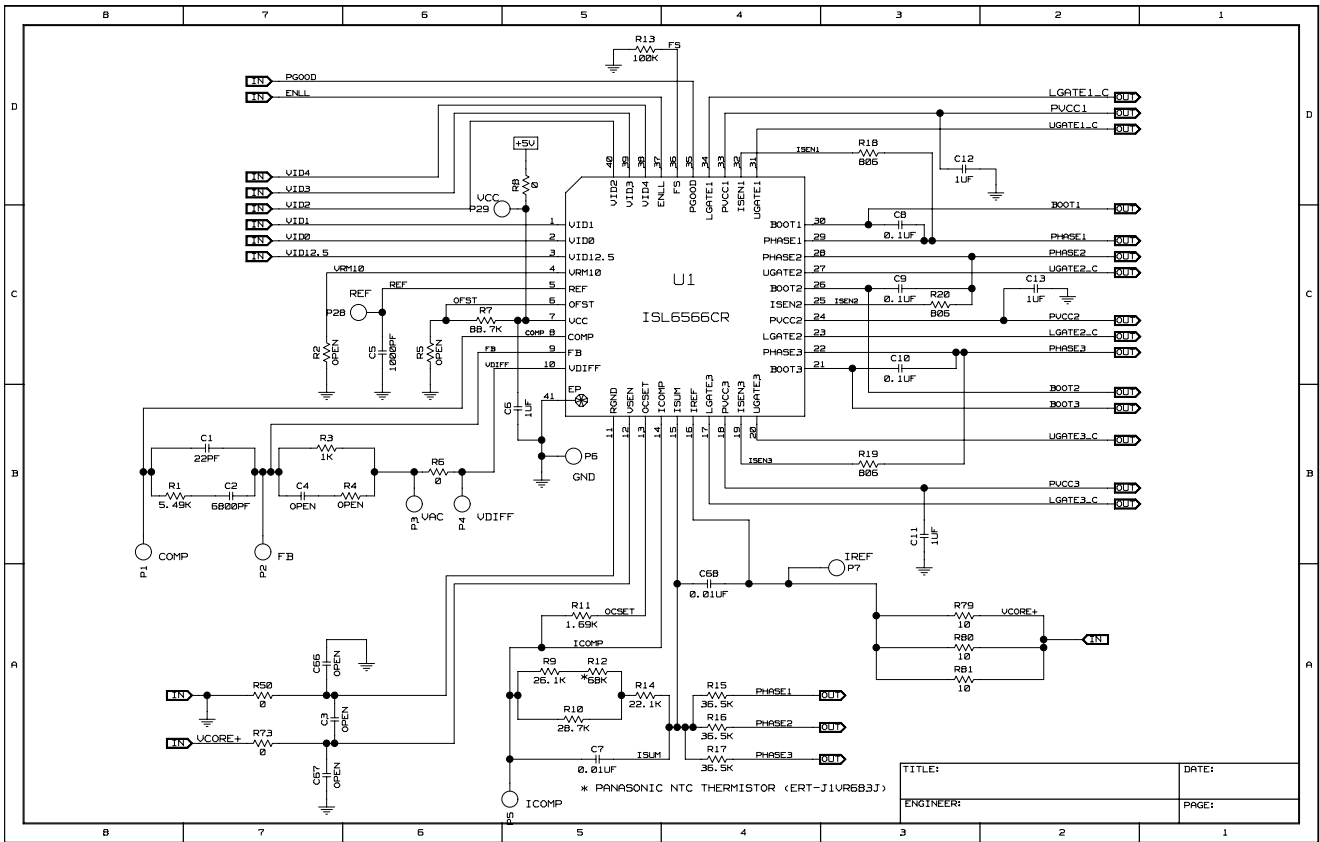 8 7 6 5 4 3 2 1
D
C
B
A
D
C
B
A
R13
100K
FS
IN PGOOD
IN ENLL
LGATE1_C OUT
PVCC1 OUT
UGATE1_C OUT
+5V
R8
0
VCC
P29
IN VID4
IN VID3
IN VID2
IN VID1
IN VID0
IN VID12.5
40 39 38 37 36 35 34 33 32 31
VID2 VID3 VID4 ENLL FS PGOOD LGATE1 PVCC1 ISEN1 UGATE1
ISEN1
R18
806
C12
1UF
1 VID1
2 VID0
3 VID12.5
4 VRM10
5 REF
6 OFST
7 VCC
8 COMP
9 FB
10 VDIFF
EP
41
U1
ISL6566CR
BOOT1 30
PHASE1 29
PHASE2 28
UGATE2 27
BOOT2 26
ISEN2 25
PVCC2 24
LGATE2 23
PHASE3 22
BOOT3 21
BOOT1 OUT
C8
0.1UF
PHASE1 OUT
PHASE2 OUT
UGATE2_C OUT
C9
0.1UF
C13
1UF
ISEN2
R20
806
PVCC2 OUT
LGATE2_C OUT
PHASE3 OUT
C10
0.1UF
BOOT2 OUT
BOOT3 OUT
UGATE3_C OUT
VRM10
REF
REF
P28
OFST
R7
88.7K
COMP
FB
VDIFF
R2
OPEN
C5
1000PF
R5
OPEN
C6
1UF
RGND VSEN OCSET ICOMP ISUM IREF LGATE3 PVCC3 ISEN3 UGATE3
11 12 13 14 15 16 17 18 19 20
P6
GND
ISEN3
R19
806
PVCC3 OUT
LGATE3_C OUT
C11
1UF
C1
22PF
R1
5.49K
C2
6800PF
R3
1K
C4
OPEN
R4
OPEN
R6
0
P3
VAC
P4
VDIFF
P1
COMP
P2
FB
C68
0.01UF
IREF
P7
R79
10
VCORE+
R80
10
R81
10
IN
R11
1.69K
OCSET
ICOMP
R9
26.1K
R12
*68K
R10
28.7K
R14
22.1K
C7
0.01UF
ISUM
R15
36.5K
PHASE1 OUT
R16
36.5K
PHASE2 OUT
R17
36.5K
PHASE3 OUT
P5
ICOMP
C66
OPEN
IN
R50
0
C3
OPEN
IN VCORE+
R73
0
C67
OPEN
* PANASONIC NTC THERMISTOR (ERT-J1VR683J)
TITLE:
DATE:
ENGINEER:
PAGE:
8 7 6 5 4 3 2 1